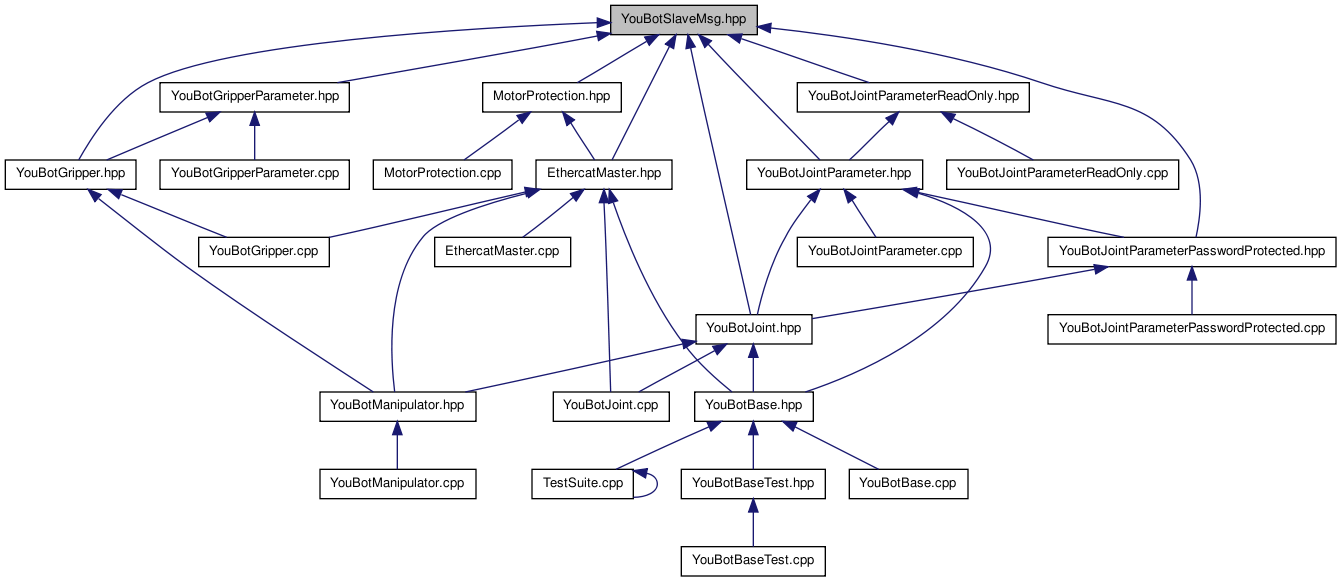 YouBotSlaveMsg.hpp
YouBotGripperParameter.hpp
MotorProtection.hpp
YouBotJointParameterReadOnly.hpp
YouBotGripper.hpp
YouBotGripperParameter.cpp
MotorProtection.cpp
EthercatMaster.hpp
YouBotJointParameter.hpp
YouBotJointParameterReadOnly.cpp
YouBotGripper.cpp
EthercatMaster.cpp
YouBotJointParameter.cpp
YouBotJointParameterPasswordProtected.hpp
YouBotJoint.hpp
YouBotJointParameterPasswordProtected.cpp
YouBotManipulator.hpp
YouBotJoint.cpp
YouBotBase.hpp
YouBotManipulator.cpp
TestSuite.cpp
YouBotBaseTest.hpp
YouBotBase.cpp
YouBotBaseTest.cpp